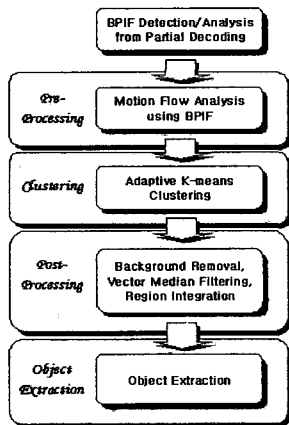 BPIF Detection/Analysis
from Partial Decoding
Pre-
Processing
Motion Flow Analysis
using BPIF
Clustering
Adaptive K-means
Clustering
Post-
Processing
Background Removal,
Vector Median Filtering,
Region Integration
Object
Extraction
Object Extraction